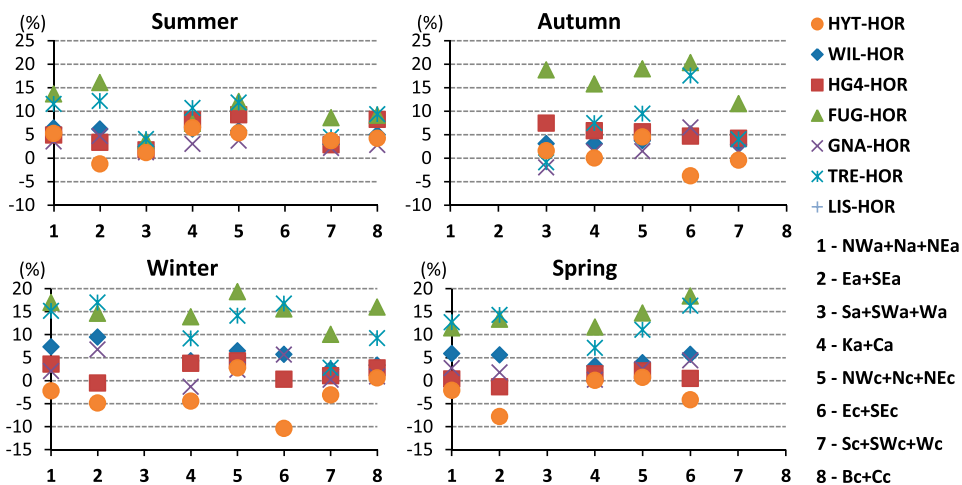 (%) Summer
25
20
15
10
5
0
-5
-10
1 2 3 4 5 6 7 8
(%) Autumn
25
20
15
10
5
0
-5
-10
1 2 3 4 5 6 7 8
(%) Winter
20
15
10
5
0
-5
-10
-15
1 2 3 4 5 6 7 8
(%) Spring
20
15
10
5
0
-5
-10
-15
1 2 3 4 5 6 7 8
HYT-HOR
WIL-HOR
HG4-HOR
FUG-HOR
GNA-HOR
TRE-HOR
LIS-HOR
1 - NWa+Na+NEa
2 - Ea+SEa
3 - Sa+SWa+Wa
4 - Ka+Ca
5 - NWc+Nc+NEc
6 - Ec+SEc
7 - Sc+SWc+Wc
8 - Bc+Cc